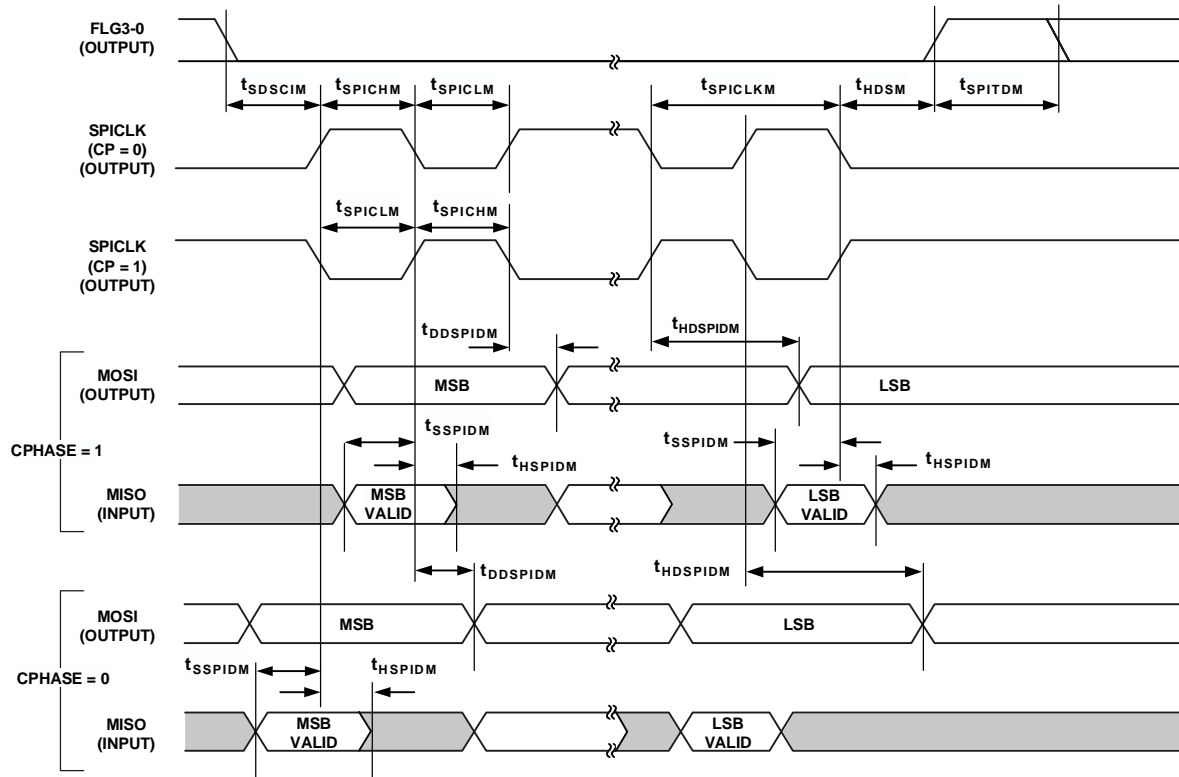 FLG3-0
(OUTPUT)
tSDSCIM tSPICHM tSPICLM tSPICLKM tHDSM tSPITDM
SPICLK
(CP = 0)
(OUTPUT)
tSPICLM tSPICHM
SPICLK
(CP = 1)
(OUTPUT)
tDDSPIDM tHDSPIDM
CPHASE = 1
MOSI
(OUTPUT)
MSB LSB
tSSPIDM tHSPIDM tSSPIDM tHSPIDM
MISO
(INPUT)
MSB
VALID
LSB
VALID
tDDSPIDM tHDSPIDM
CPHASE = 0
MOSI
(OUTPUT)
MSB LSB
tSSPIDM tHSPIDM
MISO
(INPUT)
MSB
VALID
LSB
VALID